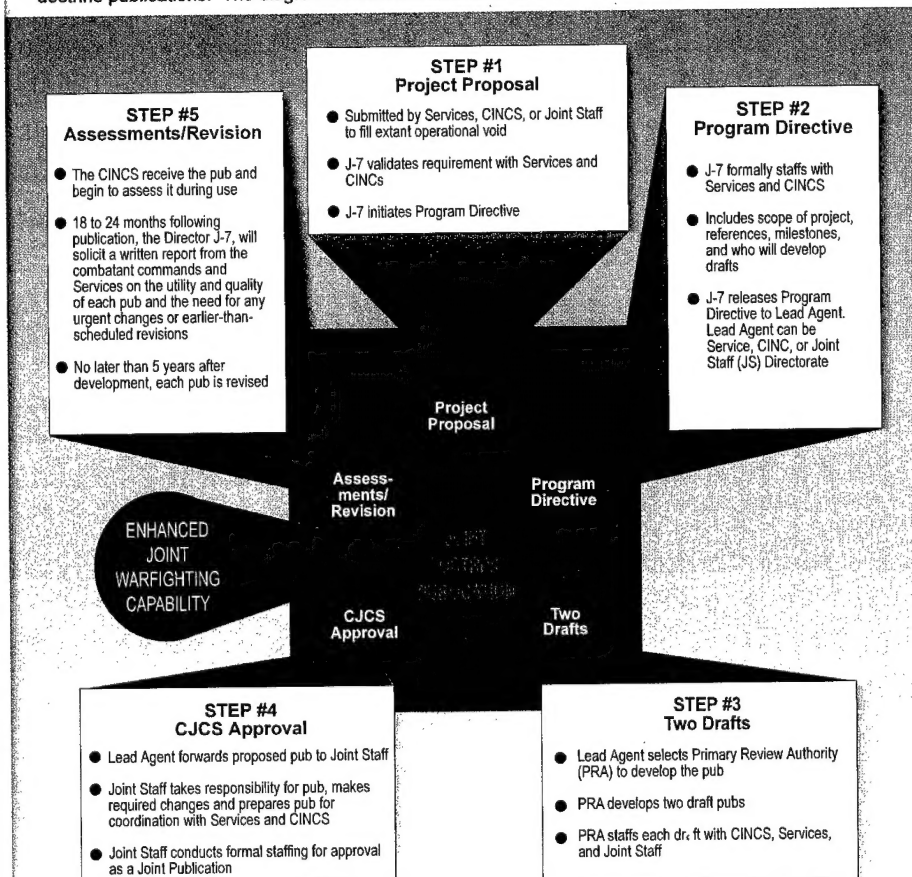 doctrine publications. The
STEP #1
Project Proposal
● Submitted by Services, CINCS, or Joint Staff
to fill extant operational void
● J-7 validates requirement with Services and
CINCs
● J-7 initiates Program Directive
STEP #2
Program Directive
● J-7 formally staffs with
Services and CINCS
● Includes scope of project,
references, milestones,
and who will develop
drafts
● J-7 releases Program
Directive to Lead Agent.
Lead Agent can be
Service, CINC, or Joint
Staff (JS) Directorate
STEP #5
Assessments/Revision
● The CINCS receive the pub and
begin to assess it during use
● 18 to 24 months following
publication, the Director J-7, will
solicit a written report from the
combatant commands and
Services on the utility and quality
of each pub and the need for any
urgent changes or earlier-than-
scheduled revisions
● No later than 5 years after
development, each pub is revised
Project
Proposal
Assess-
ments/
Revision
Program
Directive
ENHANCED
JOINT
WARFIGHTING
CAPABILITY
JOINT
DOCTRINE
PUBLICATION
CJCS
Approval
Two
Drafts
STEP #4
CJCS Approval
● Lead Agent forwards proposed pub to Joint Staff
● Joint Staff takes responsibility for pub, makes
required changes and prepares pub for
coordination with Services and CINCS
● Joint Staff conducts formal staffing for approval
as a Joint Publication
STEP #3
Two Drafts
● Lead Agent selects Primary Review Authority
(PRA) to develop the pub
● PRA develops two draft pubs
● PRA staffs each draft with CINCS, Services,
and Joint Staff